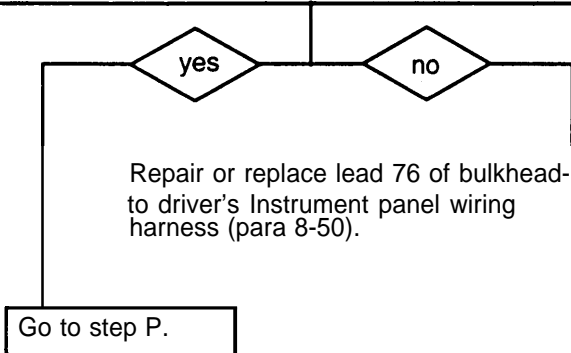 yes
no
Repair or replace lead 76 of bulkhead-
to driver's Instrument panel wiring
harness (para 8-50).
Go to step P.